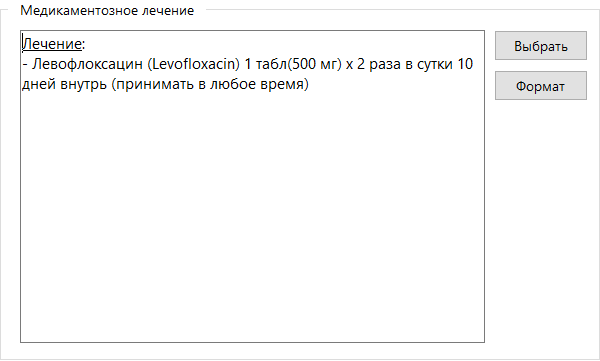 Медикаментозное лечение
Лечение:
- Левофлоксацин (Levofloxacin) 1 табл(500 мг) x 2 раза в сутки 10
дней внутрь (принимать в любое время)
Выбрать
Формат